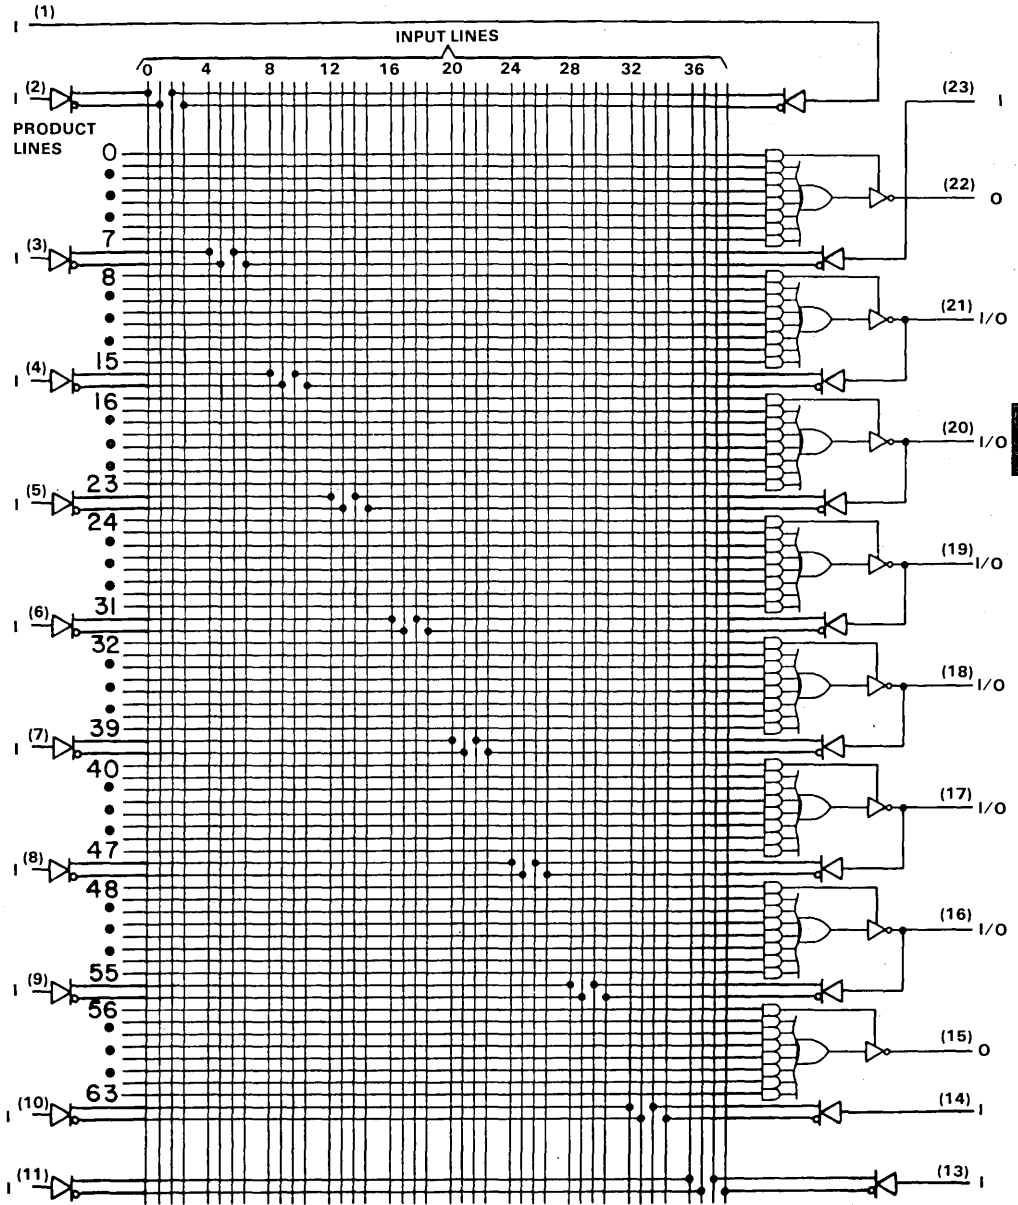 I (1)
INPUT LINES
0 4 8 12 16 20 24 28 32 36
I (2)
(23) I
PRODUCT
LINES
0
(22) O
7
I (3)
8
(21) I/O
15
I (4)
16
(20) I/O
23
I (5)
24
(19) I/O
31
I (6)
32
(18) I/O
39
I (7)
40
(17) I/O
47
I (8)
48
(16) I/O
55
I (9)
56
(15) O
63
I (10)
(14) I
I (11)
(13) I